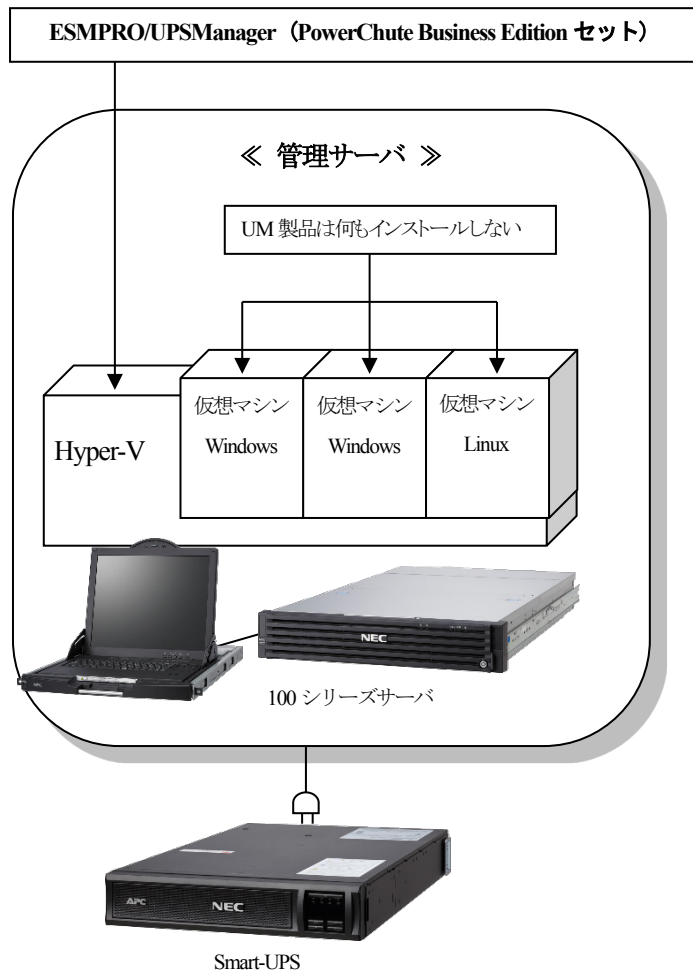 ESMPRO/UPSManager（PowerChute Business Edition セット）
≪ 管理サーバ ≫
UM 製品は何もインストールしない
仮想マシン
Windows
仮想マシン
Windows
仮想マシン
Linux
Hyper-V
NEC
100 シリーズサーバ
APC
NEC
Smart-UPS